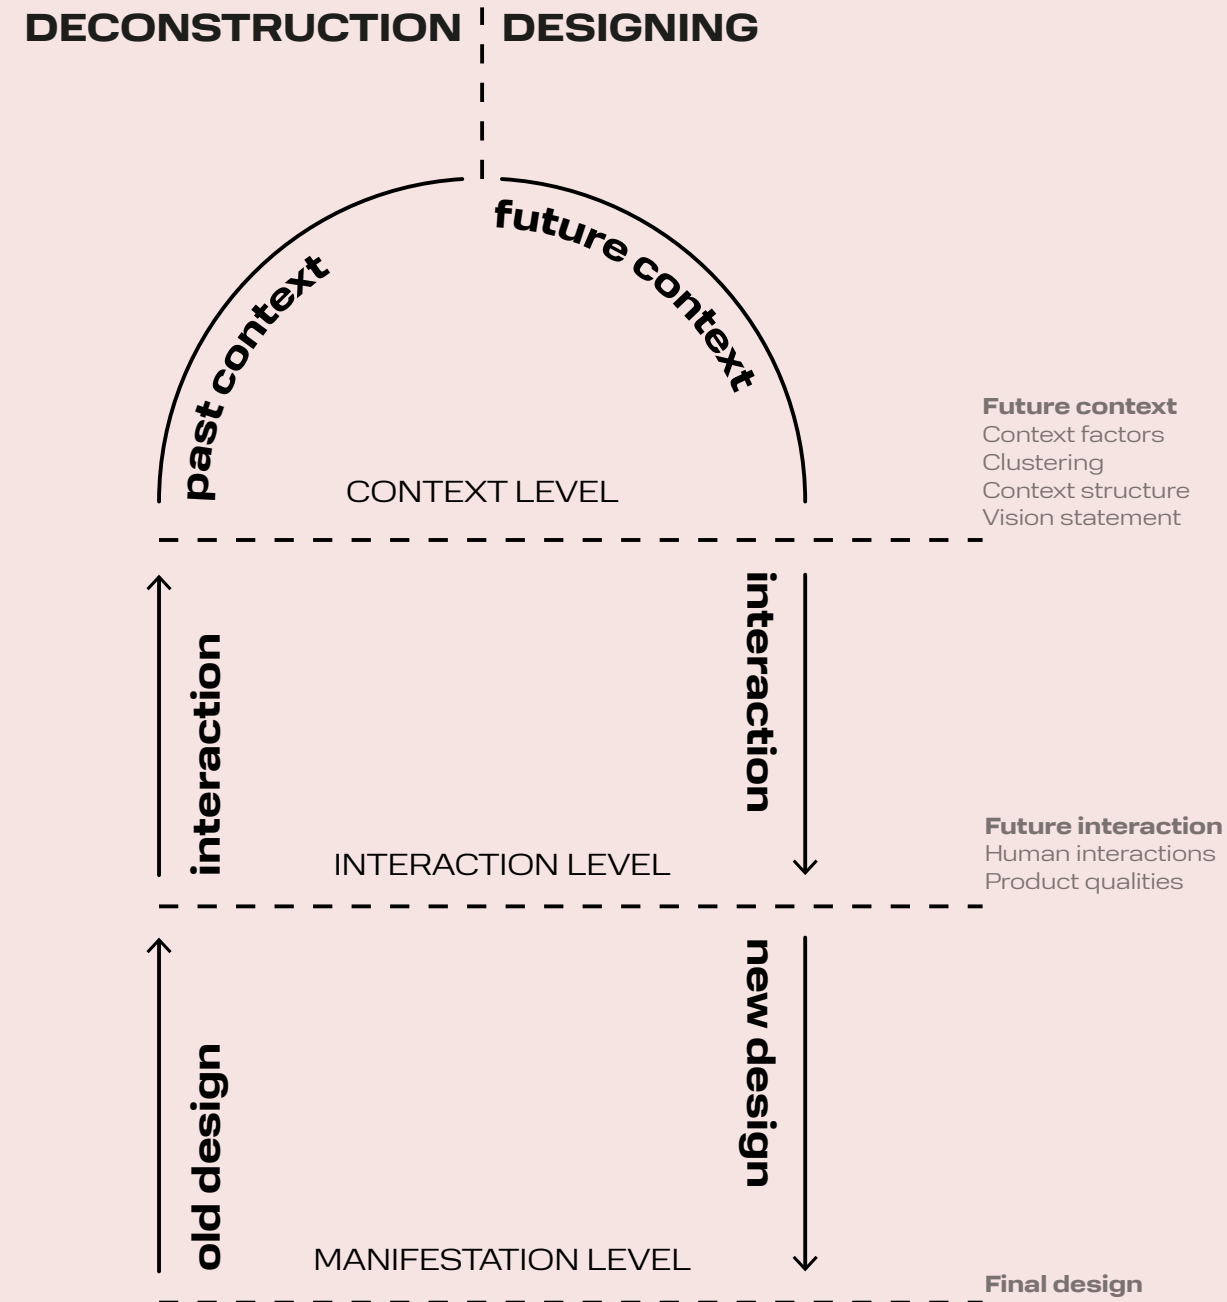 DECONSTRUCTION
DESIGNING
past context
future context
CONTEXT LEVEL
Future context
Context factors
Clustering
Context structure
Vision statement
interaction
interaction
INTERACTION LEVEL
Future interaction
Human interactions
Product qualities
old design
new design
MANIFESTATION LEVEL
Final design